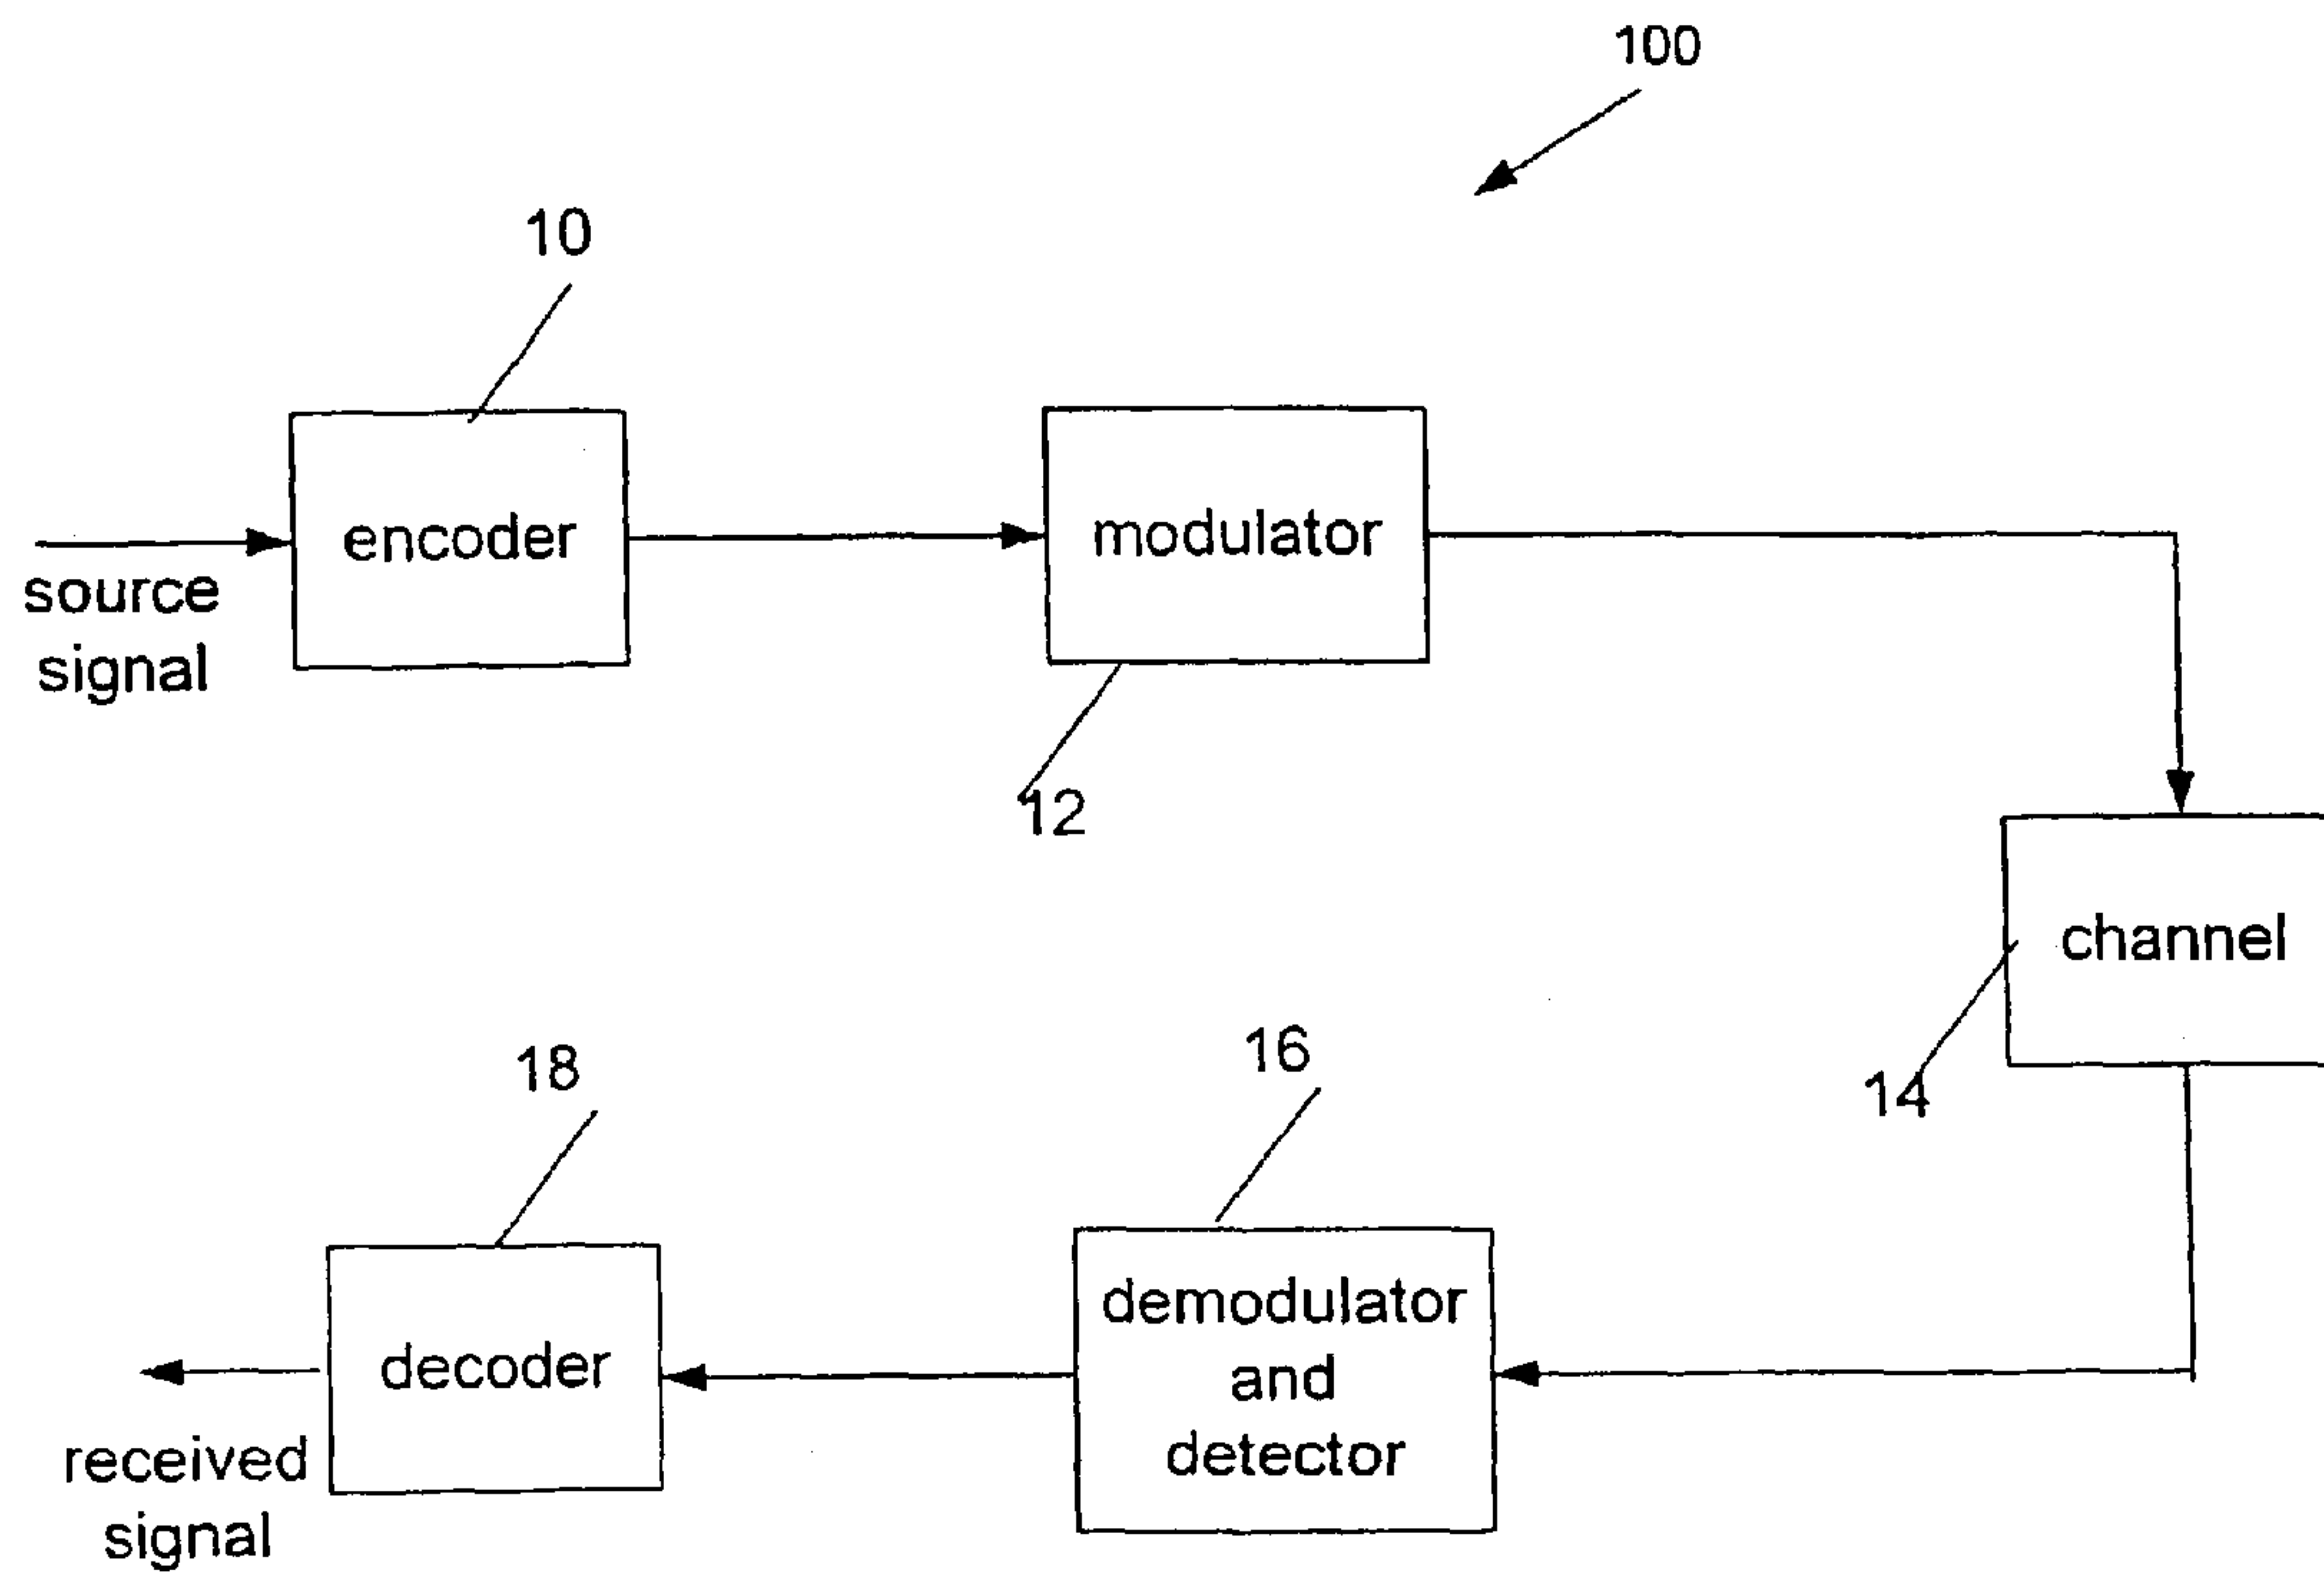 100
10
encoder
modulator
source
signal
12
channel
14
16
18
demodulator
and
detector
decoder
received
signal